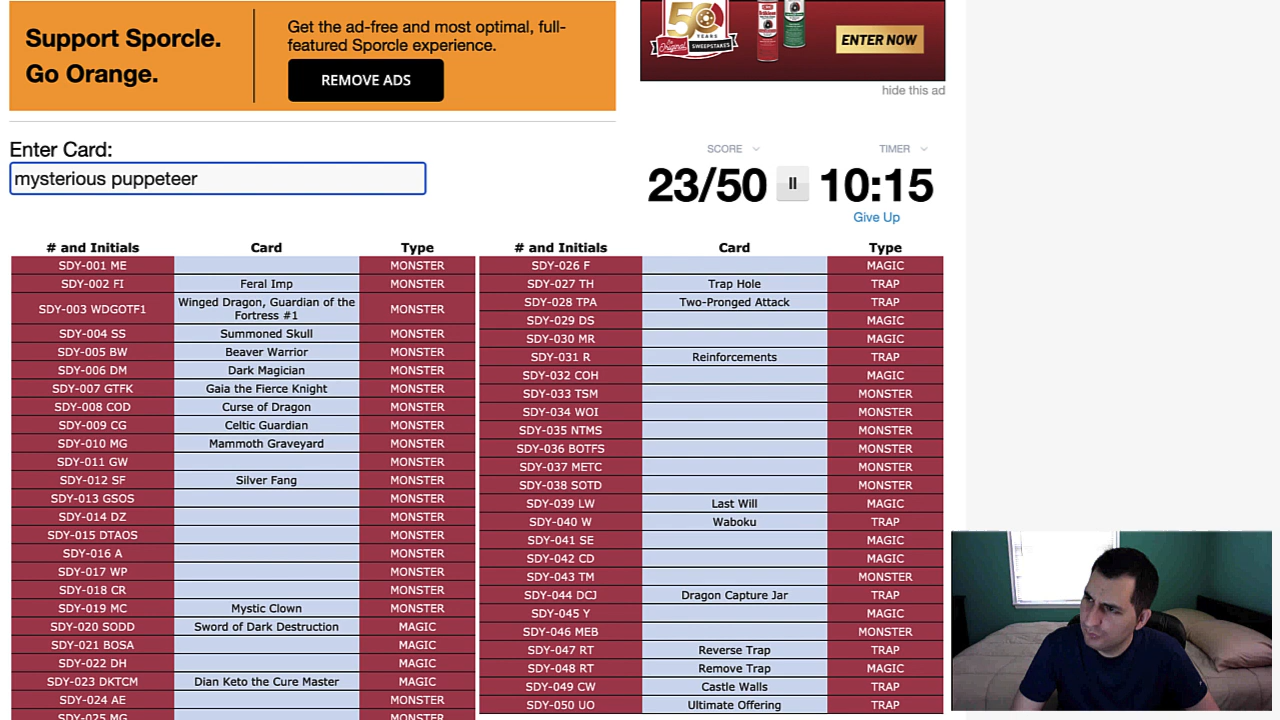 Support Sporcle.
Go Orange.
Get the ad-free and most optimal, full-
featured Sporcle experience.
REMOVE ADS
50
YEARS
Original
SWEEPSTAKES
ENTER NOW
hide this ad
Enter Card:
mysterious puppeteer
SCORE
TIMER
23/50
10:15
Give Up
# and Initials Card Type
SDY-001 ME MONSTER
SDY-002 FI Feral Imp MONSTER
SDY-003 WDGOTF1 Winged Dragon, Guardian of the MONSTER
Fortress #1
SDY-004 SS Summoned Skull MONSTER
SDY-005 BW Beaver Warrior MONSTER
SDY-006 DM Dark Magician MONSTER
SDY-007 GTFK Gaia the Fierce Knight MONSTER
SDY-008 COD Curse of Dragon MONSTER
SDY-009 CG Celtic Guardian MONSTER
SDY-010 MG Mammoth Graveyard MONSTER
SDY-011 GW MONSTER
SDY-012 SF Silver Fang MONSTER
SDY-013 GSOS MONSTER
SDY-014 DZ MONSTER
SDY-015 DTAOS MONSTER
SDY-016 A MONSTER
SDY-017 WP MONSTER
SDY-018 CR MONSTER
SDY-019 MC Mystic Clown MONSTER
SDY-020 SODD Sword of Dark Destruction MAGIC
SDY-021 BOSA MAGIC
SDY-022 DH MAGIC
SDY-023 DKTCM Dian Keto the Cure Master MAGIC
SDY-024 AE MONSTER
SDY-025 MG MONSTER
# and Initials Card Type
SDY-026 F MAGIC
SDY-027 TH Trap Hole TRAP
SDY-028 TPA Two-Pronged Attack TRAP
SDY-029 DS MAGIC
SDY-030 MR MAGIC
SDY-031 R Reinforcements TRAP
SDY-032 COH MAGIC
SDY-033 TSM MONSTER
SDY-034 WOI MONSTER
SDY-035 NTMS MONSTER
SDY-036 BOTFS MONSTER
SDY-037 METC MONSTER
SDY-038 SOTD MONSTER
SDY-039 LW Last Will MAGIC
SDY-040 W Waboku TRAP
SDY-041 SE MAGIC
SDY-042 CD MAGIC
SDY-043 TM MONSTER
SDY-044 DCJ Dragon Capture Jar TRAP
SDY-045 Y MAGIC
SDY-046 MEB MONSTER
SDY-047 RT Reverse Trap TRAP
SDY-048 RT Remove Trap MAGIC
SDY-049 CW Castle Walls TRAP
SDY-050 UO Ultimate Offering TRAP